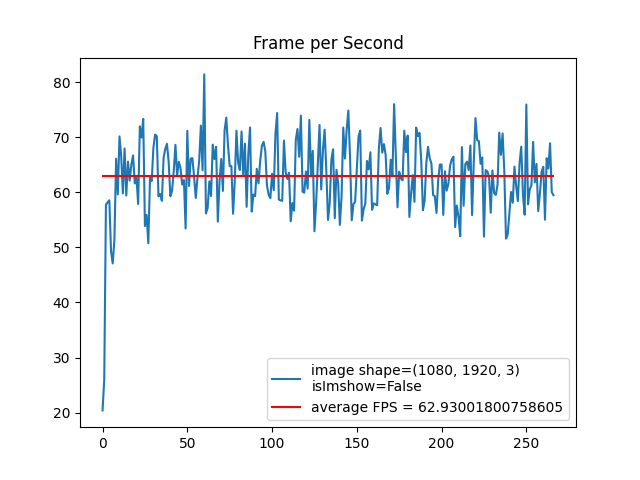 Frame per Second
80
70
60
50
40
30
20
image shape=(1080, 1920, 3)
isImshow=False
average FPS = 62.93001800758605
0 50 100 150 200 250